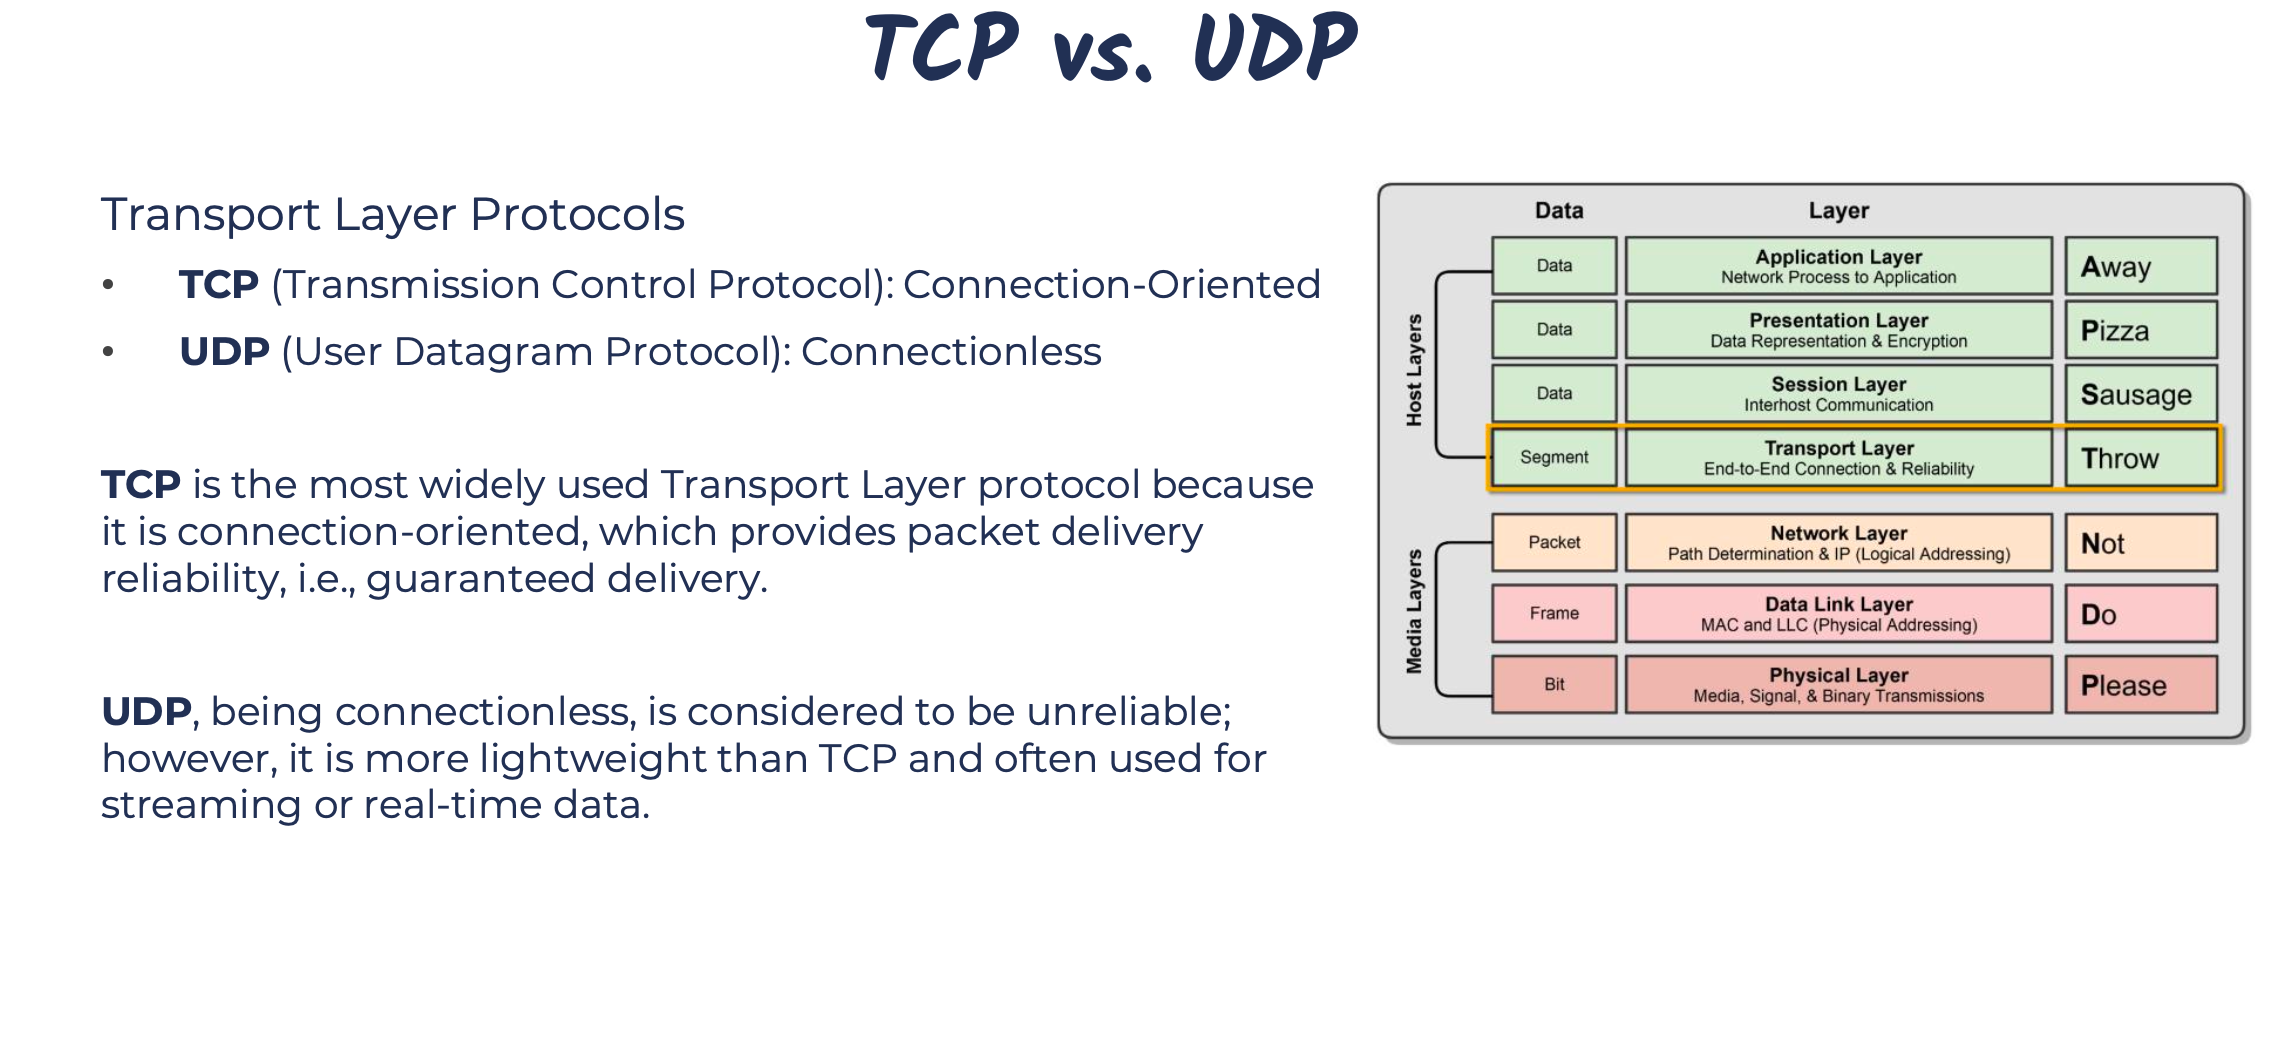 TCP vs. UDP
Transport Layer Protocols
• TCP (Transmission Control Protocol): Connection-Oriented
• UDP (User Datagram Protocol): Connectionless
TCP is the most widely used Transport Layer protocol because
it is connection-oriented, which provides packet delivery
reliability, i.e., guaranteed delivery.
UDP, being connectionless, is considered to be unreliable;
however, it is more lightweight than TCP and often used for
streaming or real-time data.
Data Layer
Host Layers
Data Application Layer Away
Network Process to Application
Data Presentation Layer Pizza
Data Representation & Encryption
Data Session Layer Sausage
Interhost Communication
Segment Transport Layer Throw
End-to-End Connection & Reliability
Media Layers
Packet Network Layer Not
Path Determination & IP (Logical Addressing)
Frame Data Link Layer Do
MAC and LLC (Physical Addressing)
Bit Physical Layer Please
Media, Signal, & Binary Transmissions